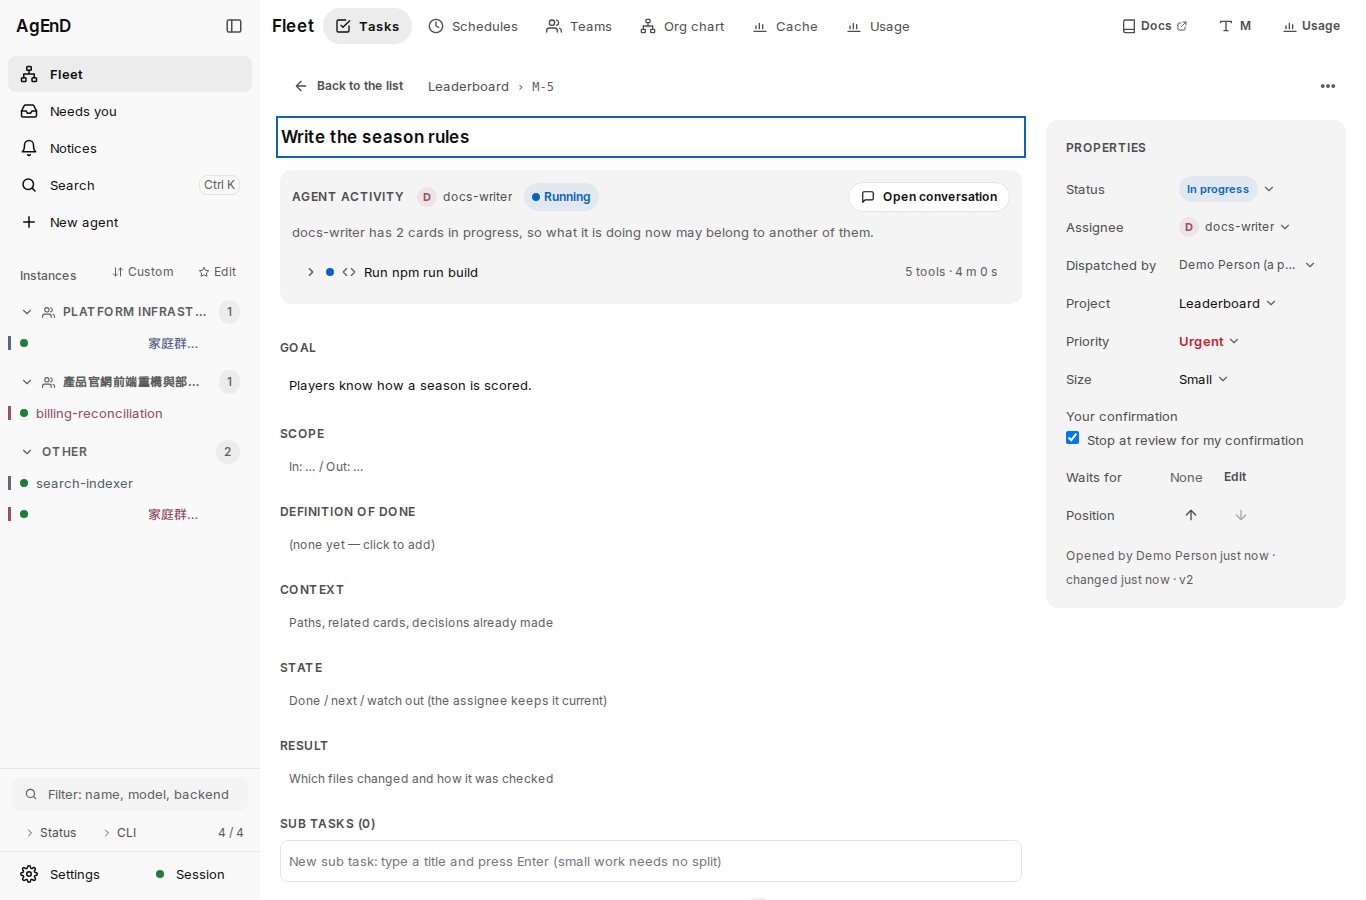 AgEnD
Fleet
Needs you
Notices
Search
Ctrl K
New agent
Instances
Custom
Edit
PLATFORM INFRAST...
1
家庭群...
產品官網前端重構與部...
1
billing-reconciliation
OTHER
2
search-indexer
家庭群...
Filter: name, model, backend
Status
CLI
4 / 4
Settings
Session
Fleet
Tasks
Schedules
Teams
Org chart
Cache
Usage
Docs
M
Usage
Back to the list
Leaderboard › M-5
Write the season rules
AGENT ACTIVITY
D docs-writer
Running
Open conversation
docs-writer has 2 cards in progress, so what it is doing now may belong to another of them.
Run npm run build
5 tools · 4 m 0 s
GOAL
Players know how a season is scored.
SCOPE
In: ... / Out: ...
DEFINITION OF DONE
(none yet — click to add)
CONTEXT
Paths, related cards, decisions already made
STATE
Done / next / watch out (the assignee keeps it current)
RESULT
Which files changed and how it was checked
SUB TASKS (0)
New sub task: type a title and press Enter (small work needs no split)
PROPERTIES
Status
In progress
Assignee
D docs-writer
Dispatched by
Demo Person (a p...
Project
Leaderboard
Priority
Urgent
Size
Small
Your confirmation
Stop at review for my confirmation
Waits for
None
Edit
Position
Opened by Demo Person just now ·
changed just now · v2